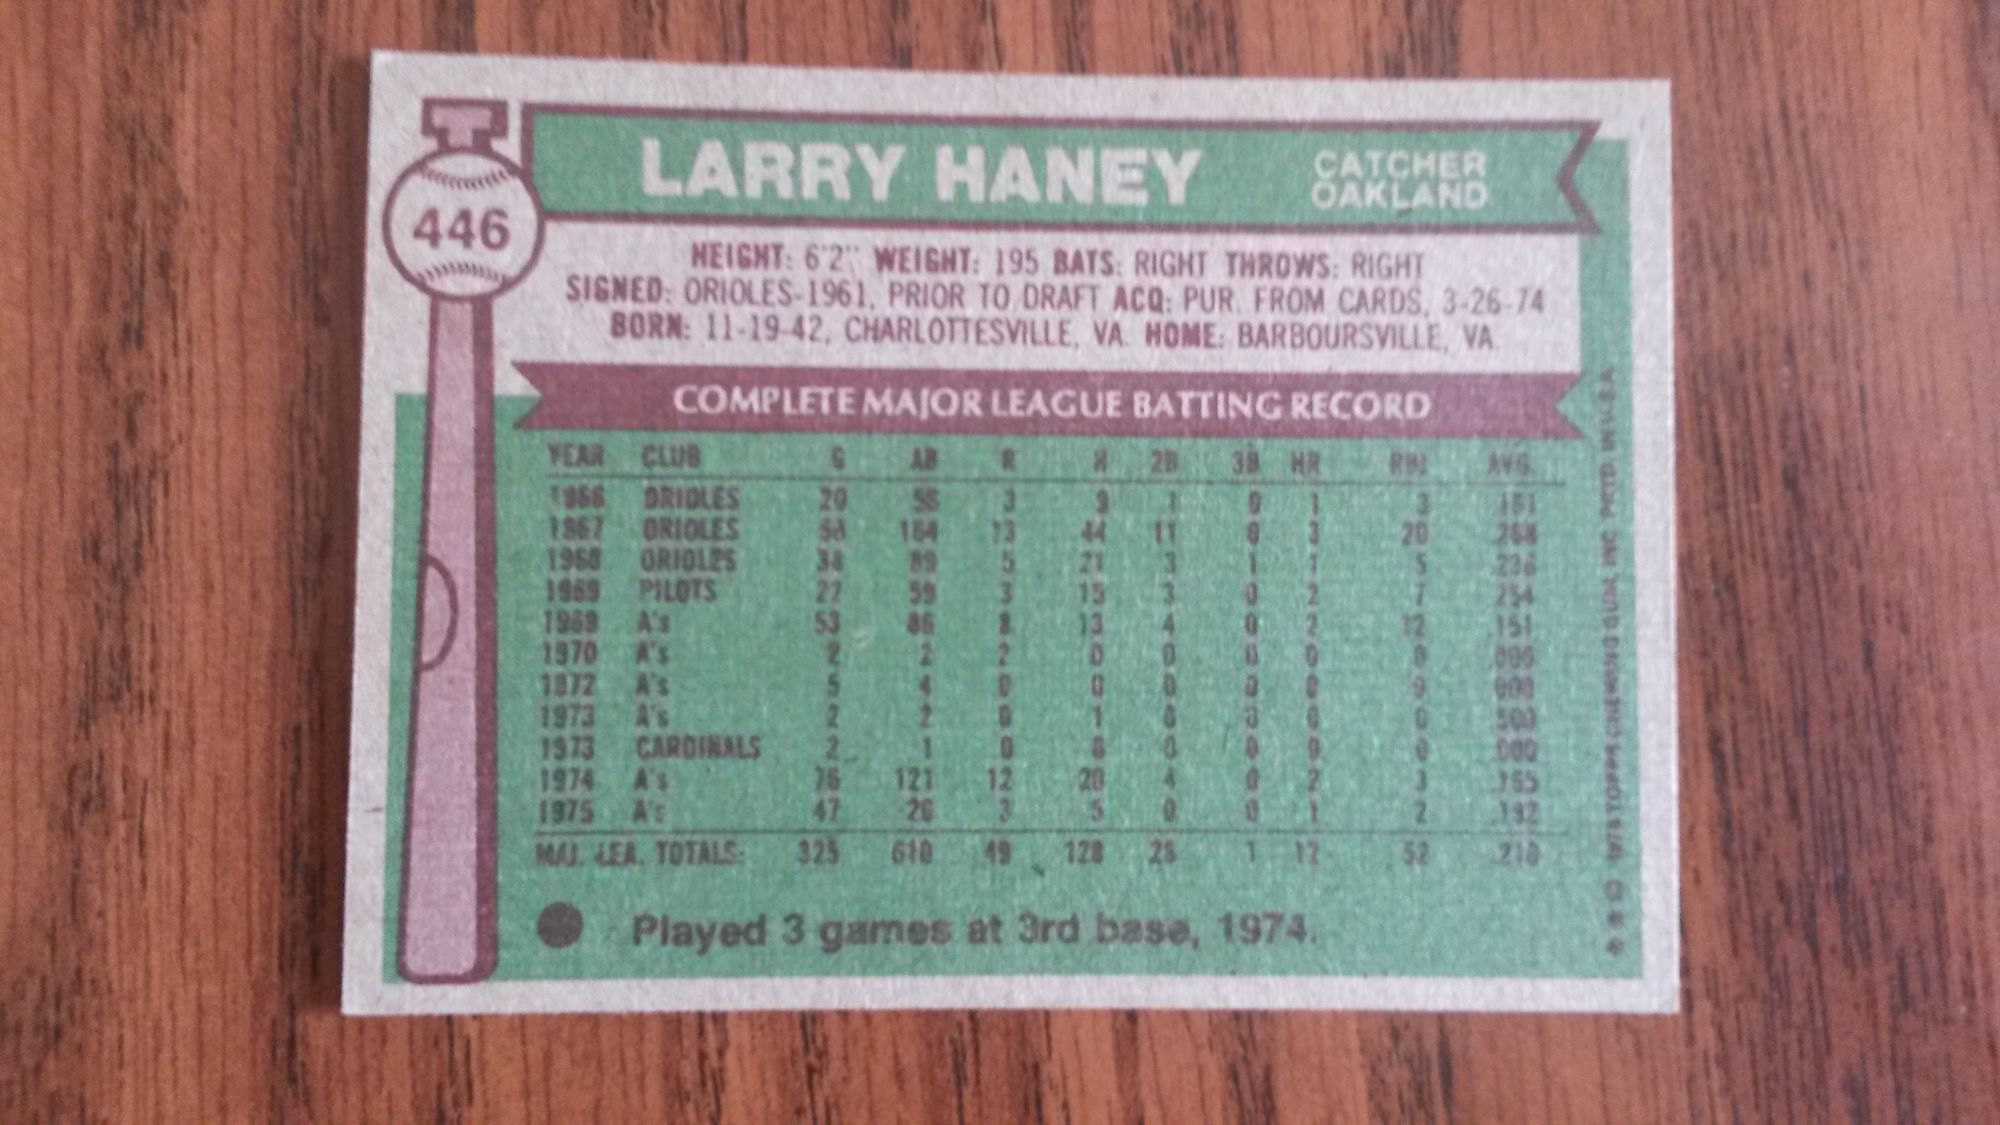 446
LARRY HANEY
CATCHER
OAKLAND
HEIGHT: 6'2" WEIGHT: 195 BATS: RIGHT THROWS: RIGHT
SIGNED: ORIOLES-1961, PRIOR TO DRAFT ACQ: PUR. FROM CARDS, 3-26-74
BORN: 11-19-42, CHARLOTTESVILLE, VA. HOME: BARBOURSVILLE, VA.
COMPLETE MAJOR LEAGUE BATTING RECORD
YEAR CLUB G AB R H 2B 3B HR RBI AVG.
1966 ORIOLES 20 56 3 9 1 0 1 3 .161
1967 ORIOLES 58 164 13 44 11 0 3 20 .268
1968 ORIOLES 38 89 5 21 3 1 1 5 .236
1969 PILOTS 22 59 3 15 3 0 2 7 .254
1969 A's 53 86 8 13 4 0 2 12 .151
1970 A's 2 2 2 0 0 0 0 0 .000
1972 A's 5 4 0 0 0 0 0 0 .000
1973 A's 2 2 0 1 0 0 0 0 .500
1973 CARDINALS 2 1 0 0 0 0 0 0 .000
1974 A's 76 121 12 20 4 0 2 3 .165
1975 A's 47 26 3 5 0 0 1 2 .192
MAJ. LEA. TOTALS: 325 610 49 128 26 1 12 52 .210
Played 3 games at 3rd base, 1974.
© 1976 TOPPS CHEWING GUM, INC. PRTD. IN U.S.A.